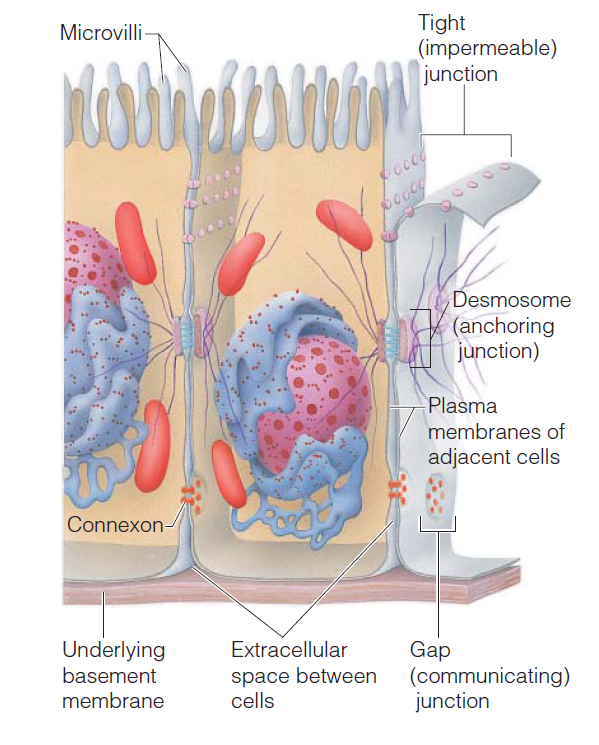 Microvilli
Tight
(impermeable)
junction
Desmosome
(anchoring
junction)
Plasma
membranes of
adjacent cells
Connexon
Underlying
basement
membrane
Extracellular
space between
cells
Gap
(communicating)
junction